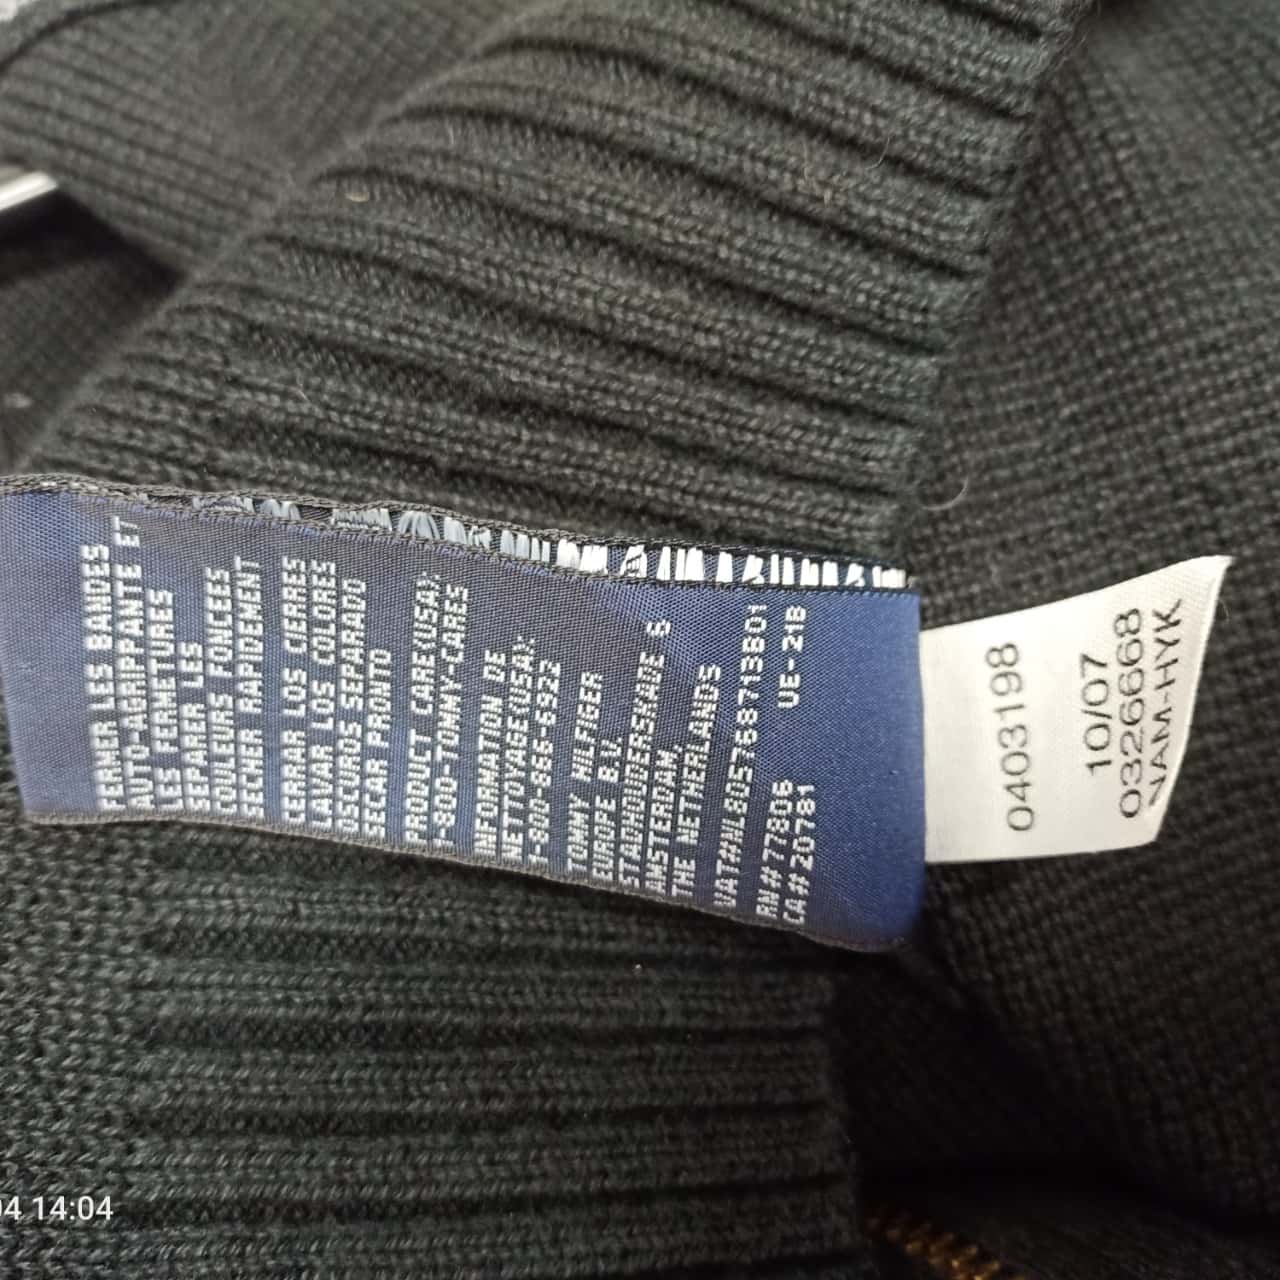 FERMER LES BANDES
AUTO-AGRIPPANTE ET
LES FERMETURES
SEPARER LES
COULEURS FONCEES
SECHER RAPIDEMENT
CERRAR LOS CIERES
LAVAR LOS COLORES
OSCUROS SEPARADO
SECAR PRONTO
PRODUCT CARE(USA)
1-800-TOMMY-CARES
INFORMATION DE
NETTYAGE(USA):
1-800-866-6922
TOMMY HILFIGER
EUROPE B.V.
STADHOUDERSKADE 6
AMSTERDAM,
THE NETHERLANDS
VAT#NL805768713B01
RN#77806 UE-21B
CA#20781
0403198
10/07
0326668
VAM-HYK
04 14:04